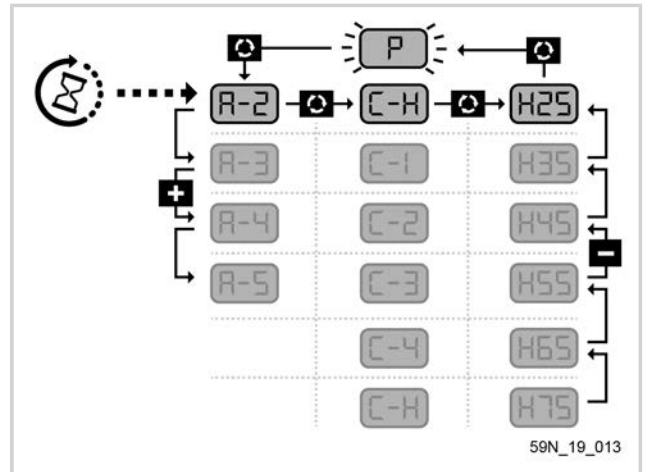 P
A-2 C-H H25
A-3 C-1 H35
+
A-4 C-2 H45
-
A-5 C-3 H55
C-4 H65
C-H H75
59N_19_013